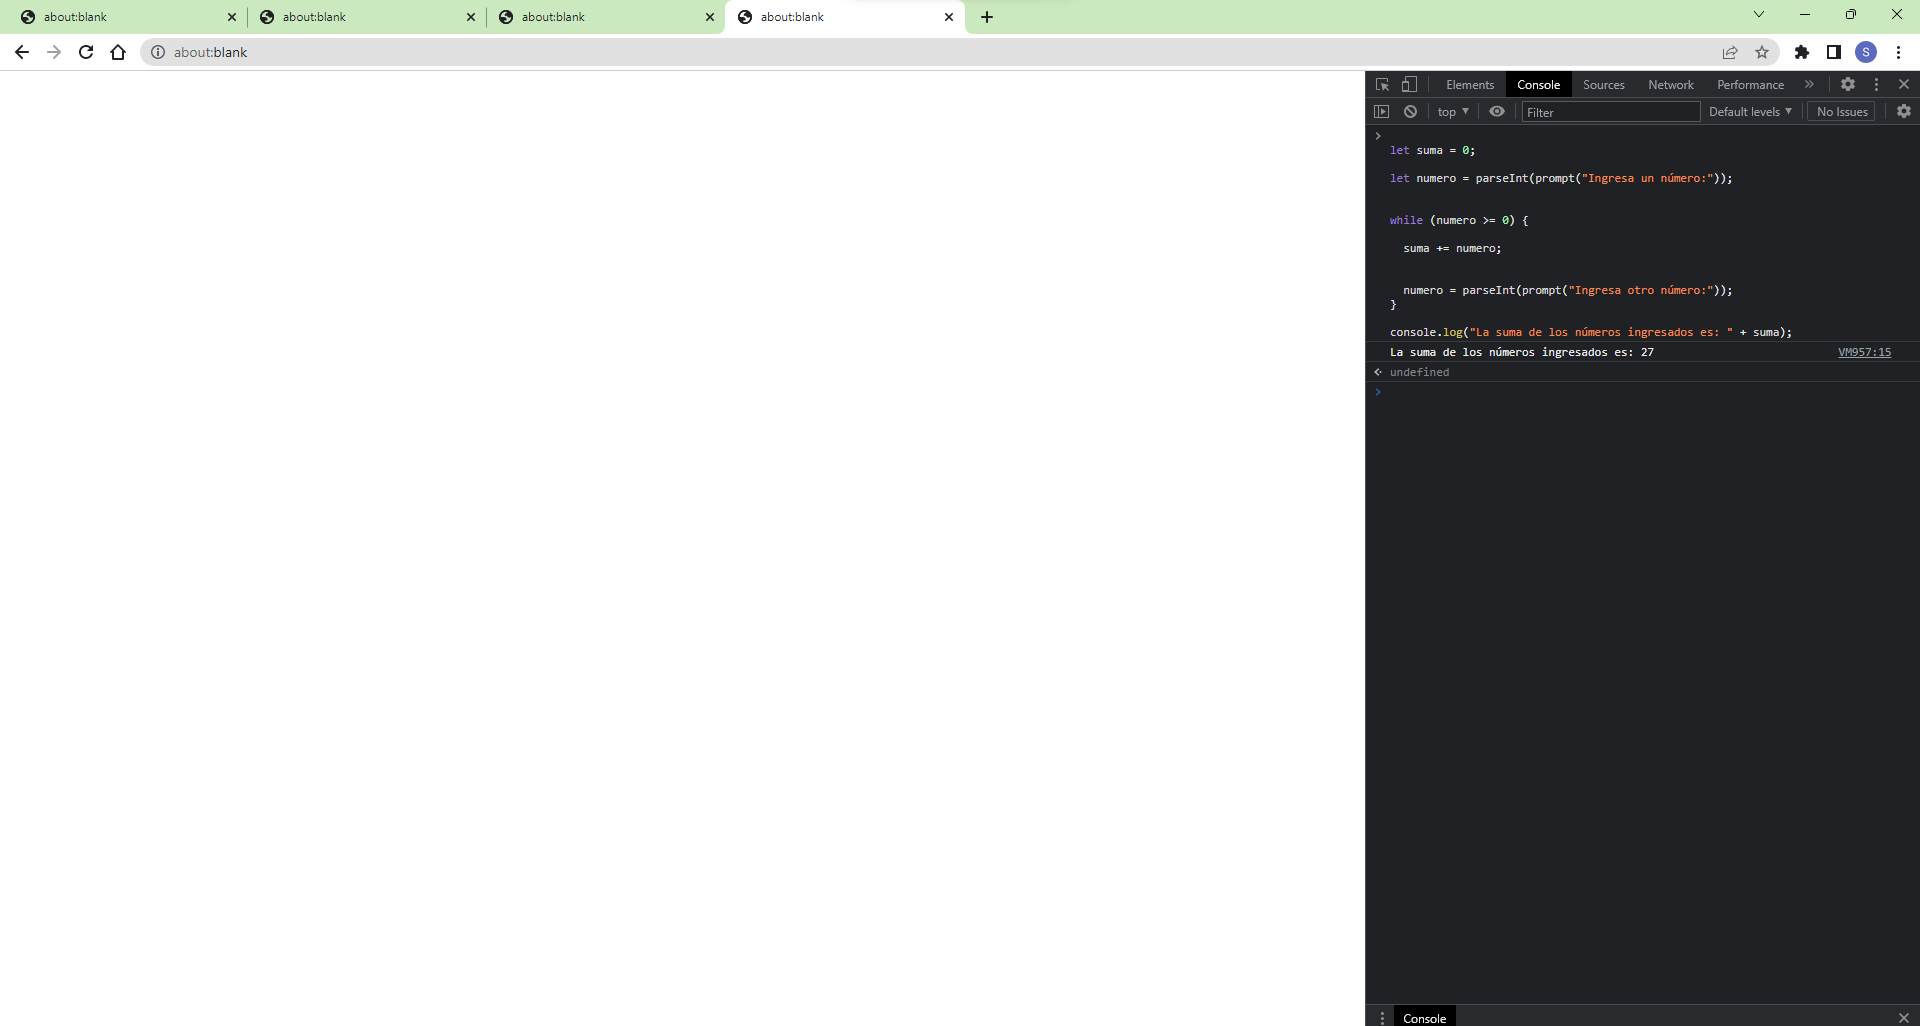 about:blank about:blank about:blank about:blank
about:blank S
Elements Console Sources Network Performance
top Filter Default levels No Issues
let suma = 0;
let numero = parseInt(prompt("Ingresa un número:"));
while (numero >= 0) {
suma += numero;
numero = parseInt(prompt("Ingresa otro número:"));
}
console.log("La suma de los números ingresados es: " + suma);
La suma de los números ingresados es: 27 VM957:15
undefined
Console